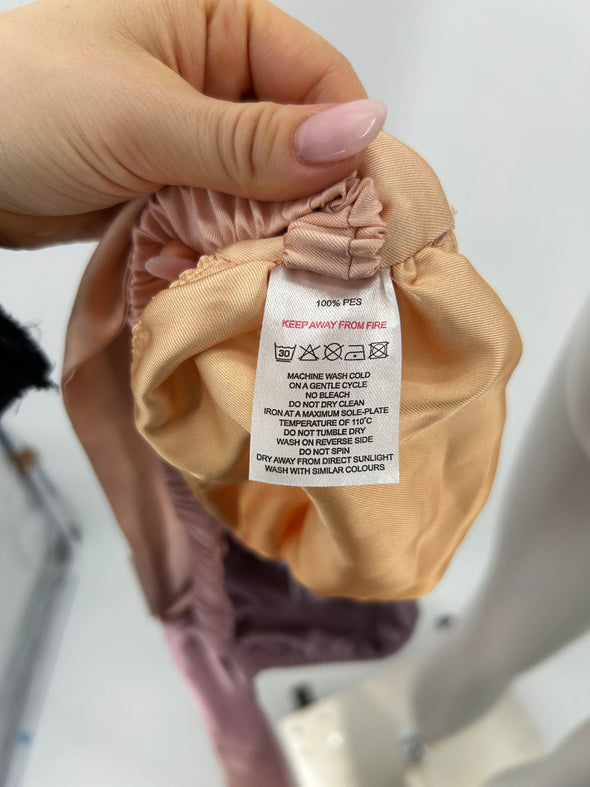 100% PES
KEEP AWAY FROM FIRE
30
MACHINE WASH COLD
ON A GENTLE CYCLE
NO BLEACH
DO NOT DRY CLEAN
IRON AT A MAXIMUM SOLE-PLATE
TEMPERATURE OF 110°C
DO NOT TUMBLE DRY
WASH ON REVERSE SIDE
DO NOT SPIN
DRY AWAY FROM DIRECT SUNLIGHT
WASH WITH SIMILAR COLOURS